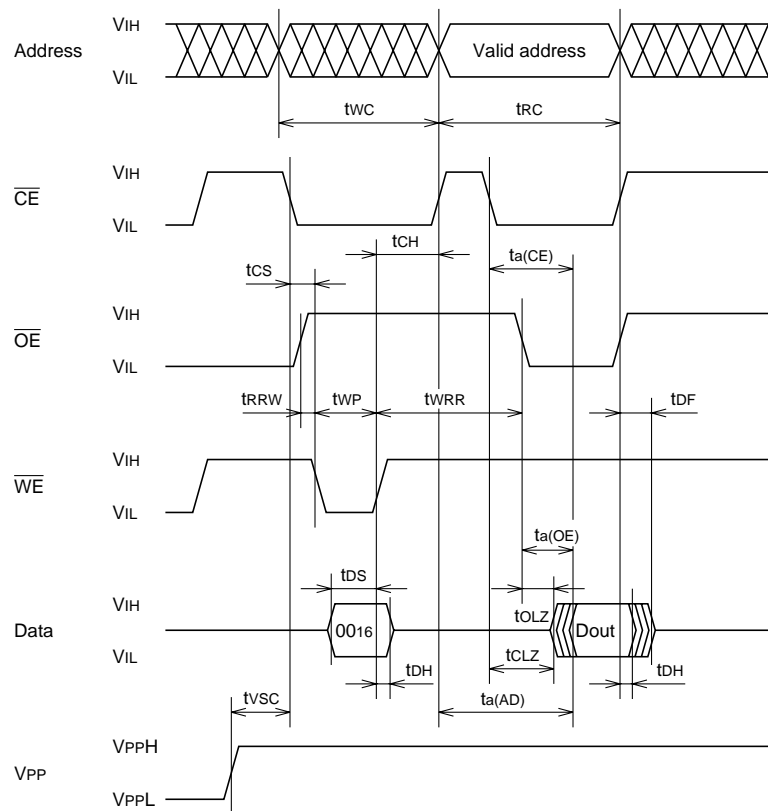 VIH
Address
Valid address
VIL
tWC
tRC
VIH
CE
VIL
tCH
ta(CE)
tCS
VIH
OE
VIL
tRRW
tWP
tWRR
tDF
VIH
WE
VIL
ta(OE)
tDS
VIH
tOLZ
Data
0016
Dout
VIL
tCLZ
tDH
tDH
tVSC
ta(AD)
VPPH
VPP
VPPL